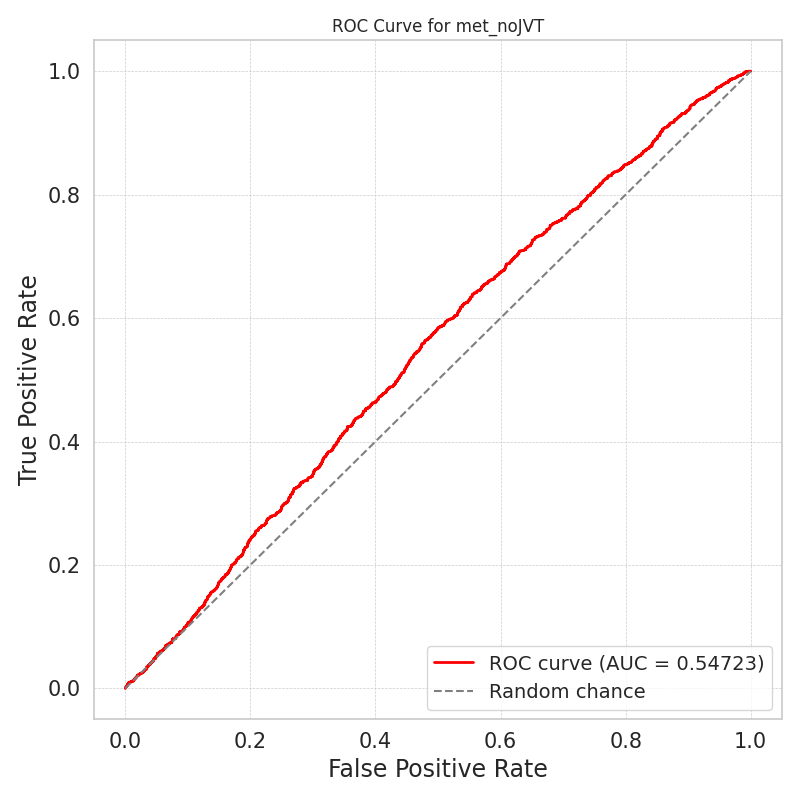 ROC Curve for met_noJVT
True Positive Rate
1.0
0.8
0.6
0.4
0.2
0.0
ROC curve (AUC = 0.54723)
Random chance
0.0 0.2 0.4 0.6 0.8 1.0
False Positive Rate